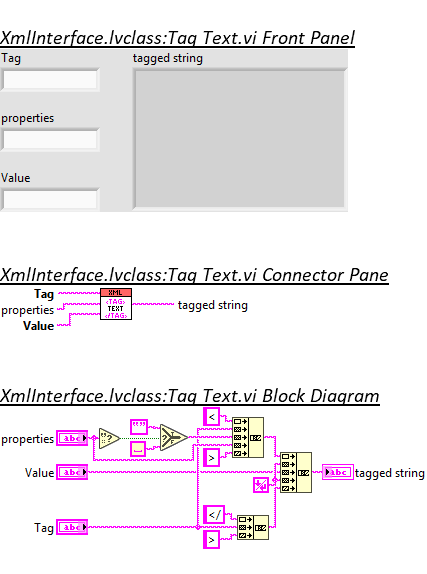 XmlInterface.lvclass:Tag Text.vi Front Panel
Tag
tagged string
properties
Value
XmlInterface.lvclass:Tag Text.vi Connector Pane
Tag
properties
Value
XML
<TAG>
TEXT
/TAG>
tagged string
XmlInterface.lvclass:Tag Text.vi Block Diagram
<
""
properties
abc
"?
T
F
>
Value
abc
abc
tagged string
</
Tag
abc
>